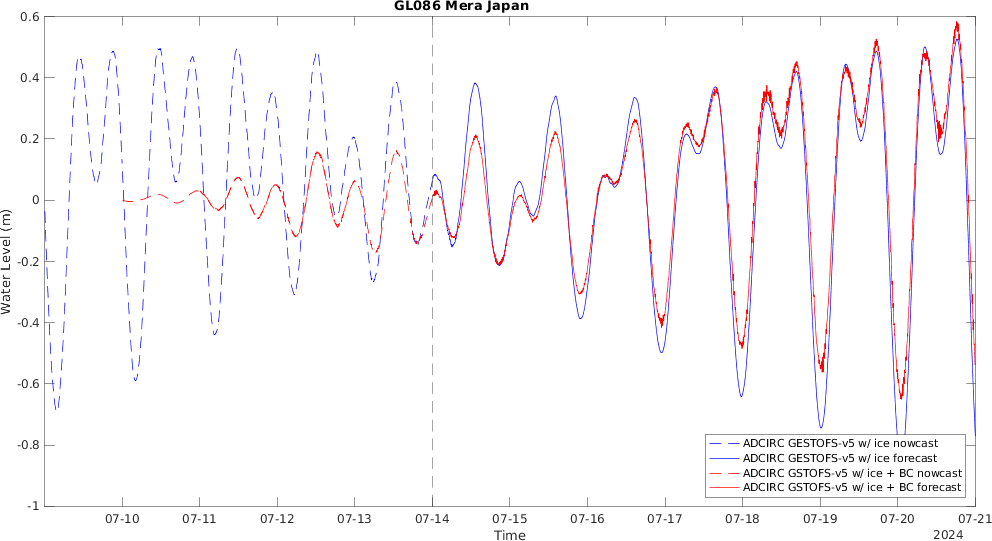 GL086 Mera Japan
Water Level (m)
0.6
0.4
0.2
0
-0.2
-0.4
-0.6
-0.8
-1
ADCIRC GESTOFS-v5 w/ ice nowcast
ADCIRC GESTOFS-v5 w/ ice forecast
ADCIRC GSTOFS-v5 w/ ice + BC nowcast
ADCIRC GSTOFS-v5 w/ ice + BC forecast
07-10 07-11 07-12 07-13 07-14 07-15 07-16 07-17 07-18 07-19 07-20 07-21
Time
2024